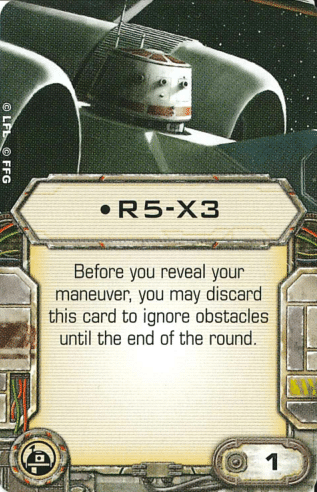 © LFL © FFG
• R5-X3
Before you reveal your
maneuver, you may discard
this card to ignore obstacles
until the end of the round.
1